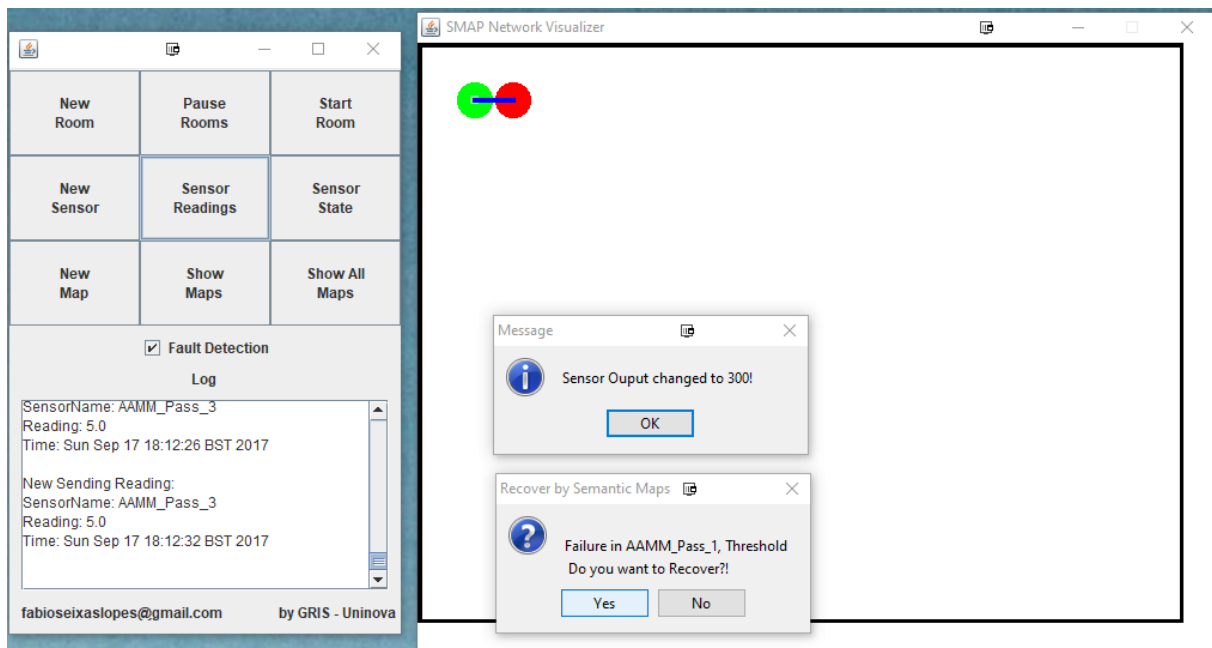 New
Room
Pause
Rooms
Start
Room
New
Sensor
Sensor
Readings
Sensor
State
New
Map
Show
Maps
Show All
Maps
Fault Detection
Log
SensorName: AAMM_Pass_3
Reading: 5.0
Time: Sun Sep 17 18:12:26 BST 2017
New Sending Reading:
SensorName: AAMM_Pass_3
Reading: 5.0
Time: Sun Sep 17 18:12:32 BST 2017
fabioseixaslopes@gmail.com
by GRIS - Uninova
SMAP Network Visualizer
Message
Sensor Ouput changed to 300!
OK
Recover by Semantic Maps
Failure in AAMM_Pass_1, Threshold
Do you want to Recover?!
Yes
No